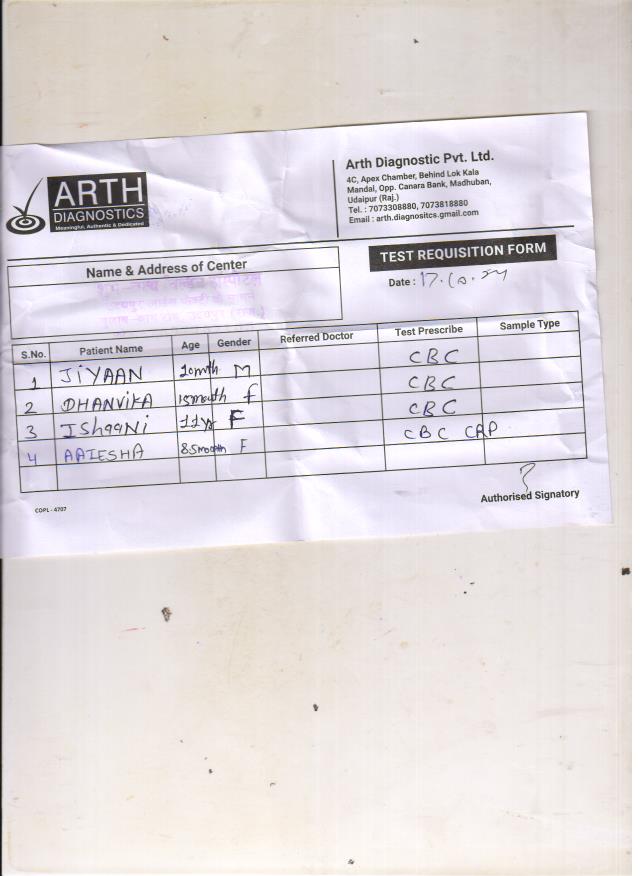 ARTH
DIAGNOSTICS
Meaningful, Authentic & Dedicated
Arth Diagnostic Pvt. Ltd.
4C, Apex Chamber, Behind Lok Kala
Mandal, Opp. Canara Bank, Madhuban,
Udaipur (Raj.)
Tel. : 7073308880, 7073818880
Email : arth.diagnositcs.gmail.com
TEST REQUISITION FORM
Name & Address of Center
Date : 17.10.24
S.No. Patient Name Age Gender Referred Doctor Test Prescribe Sample Type
1 JIYAAN M CBC
2 DHANVIKA 15month f CBC
3 IShaaNi 11yr F CBC
4 AAIESHA 8.5month F CBC CRP
Authorised Signatory
COPL - 4707